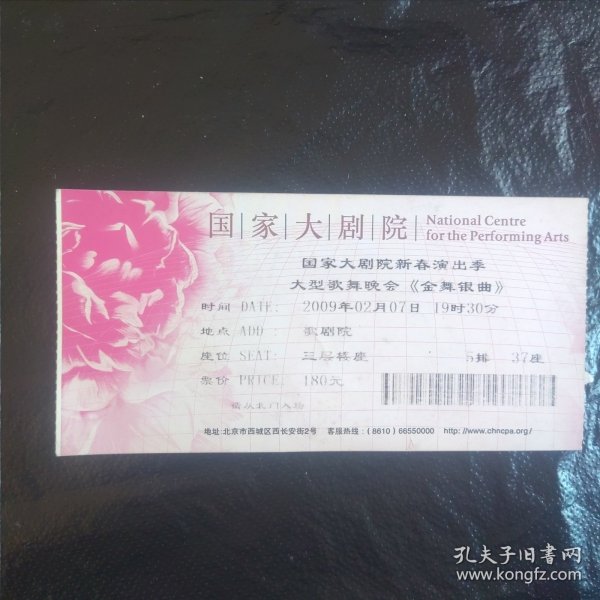 国家大剧院
National Centre
for the Performing Arts
国家大剧院新春演出季
大型歌舞晚会《金舞银曲》
时间 DATE: 2009年02月07日 19时30分
地点 ADD : 歌剧院
座位 SEAT: 三层楼座 5排 37座
票价 PRICE: 180元
请从北门入场
地址:北京市西城区西长安街2号 客服热线:(8610) 66550000 http://www.chncpa.org/
孔夫子旧书网
www.kongfz.com